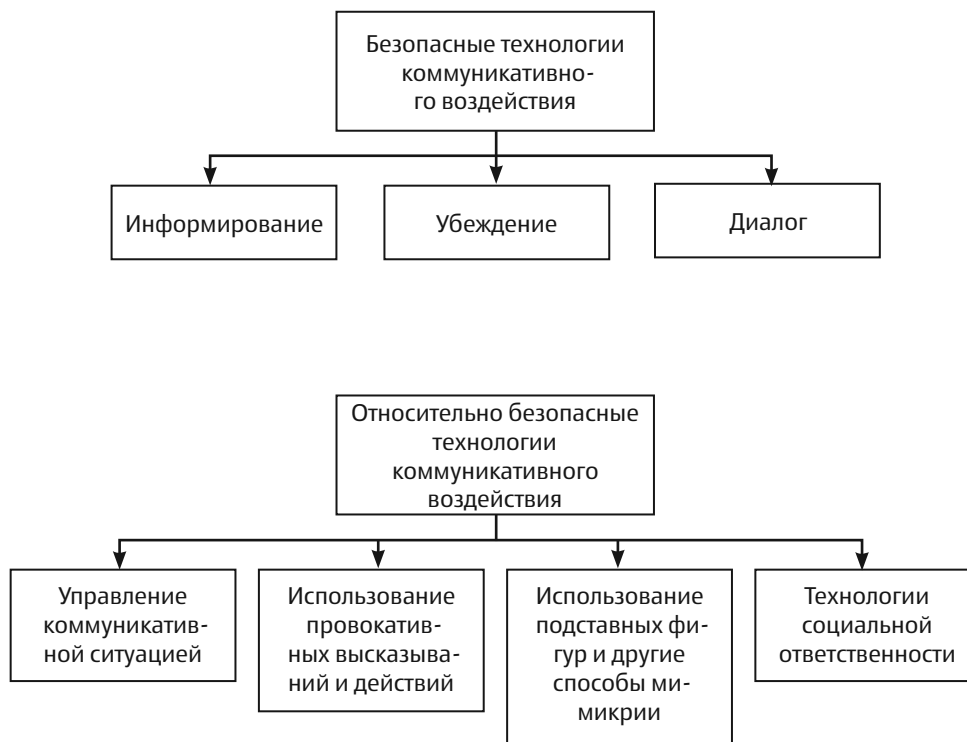 Безопасные технологии
коммуникативно-
го воздействия
Информирование
Убеждение
Диалог
Относительно безопасные
технологии
коммуникативного
воздействия
Управление
коммуникатив-
ной ситуацией
Использование
провокатив-
ных высказыва-
ний и действий
Использование
подставных фи-
гур и другие
способы ми-
микрии
Технологии
социальной
ответственности